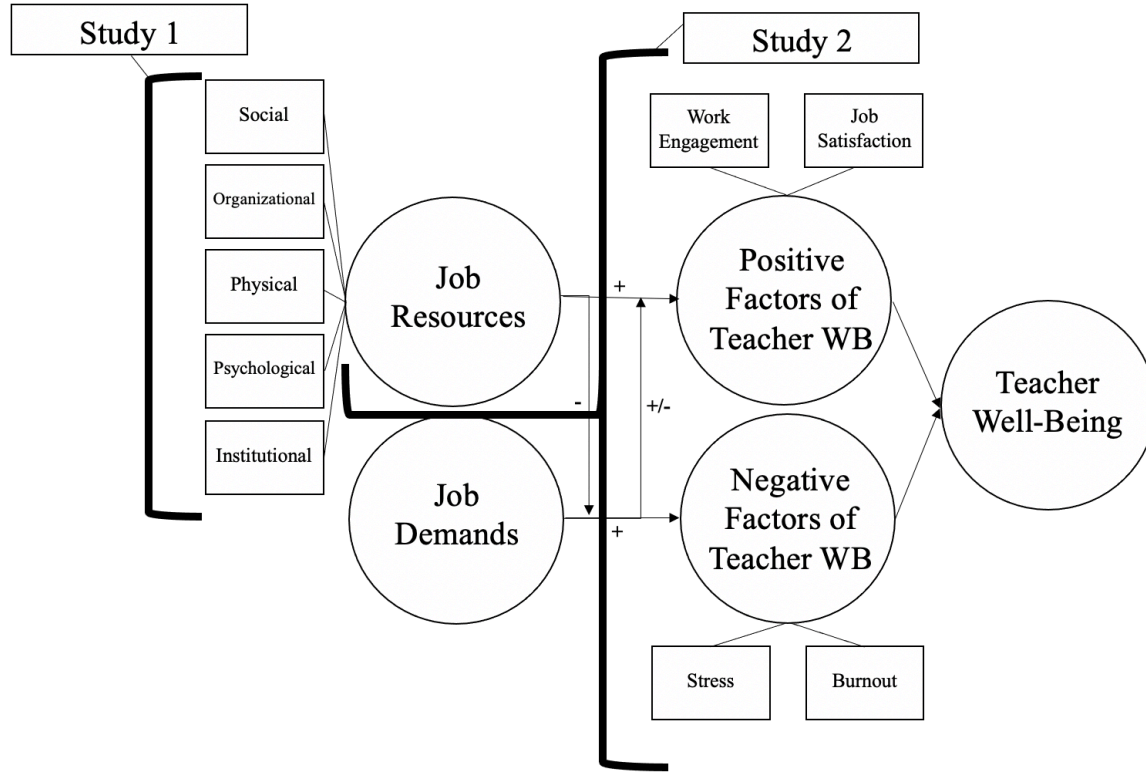 Study 1
Study 2
Social
Organizational
Physical
Psychological
Institutional
Job
Resources
Job
Demands
+
-
+/-
+
Work
Engagement
Job
Satisfaction
Positive
Factors of
Teacher WB
Negative
Factors of
Teacher WB
Stress
Burnout
Teacher
Well-Being